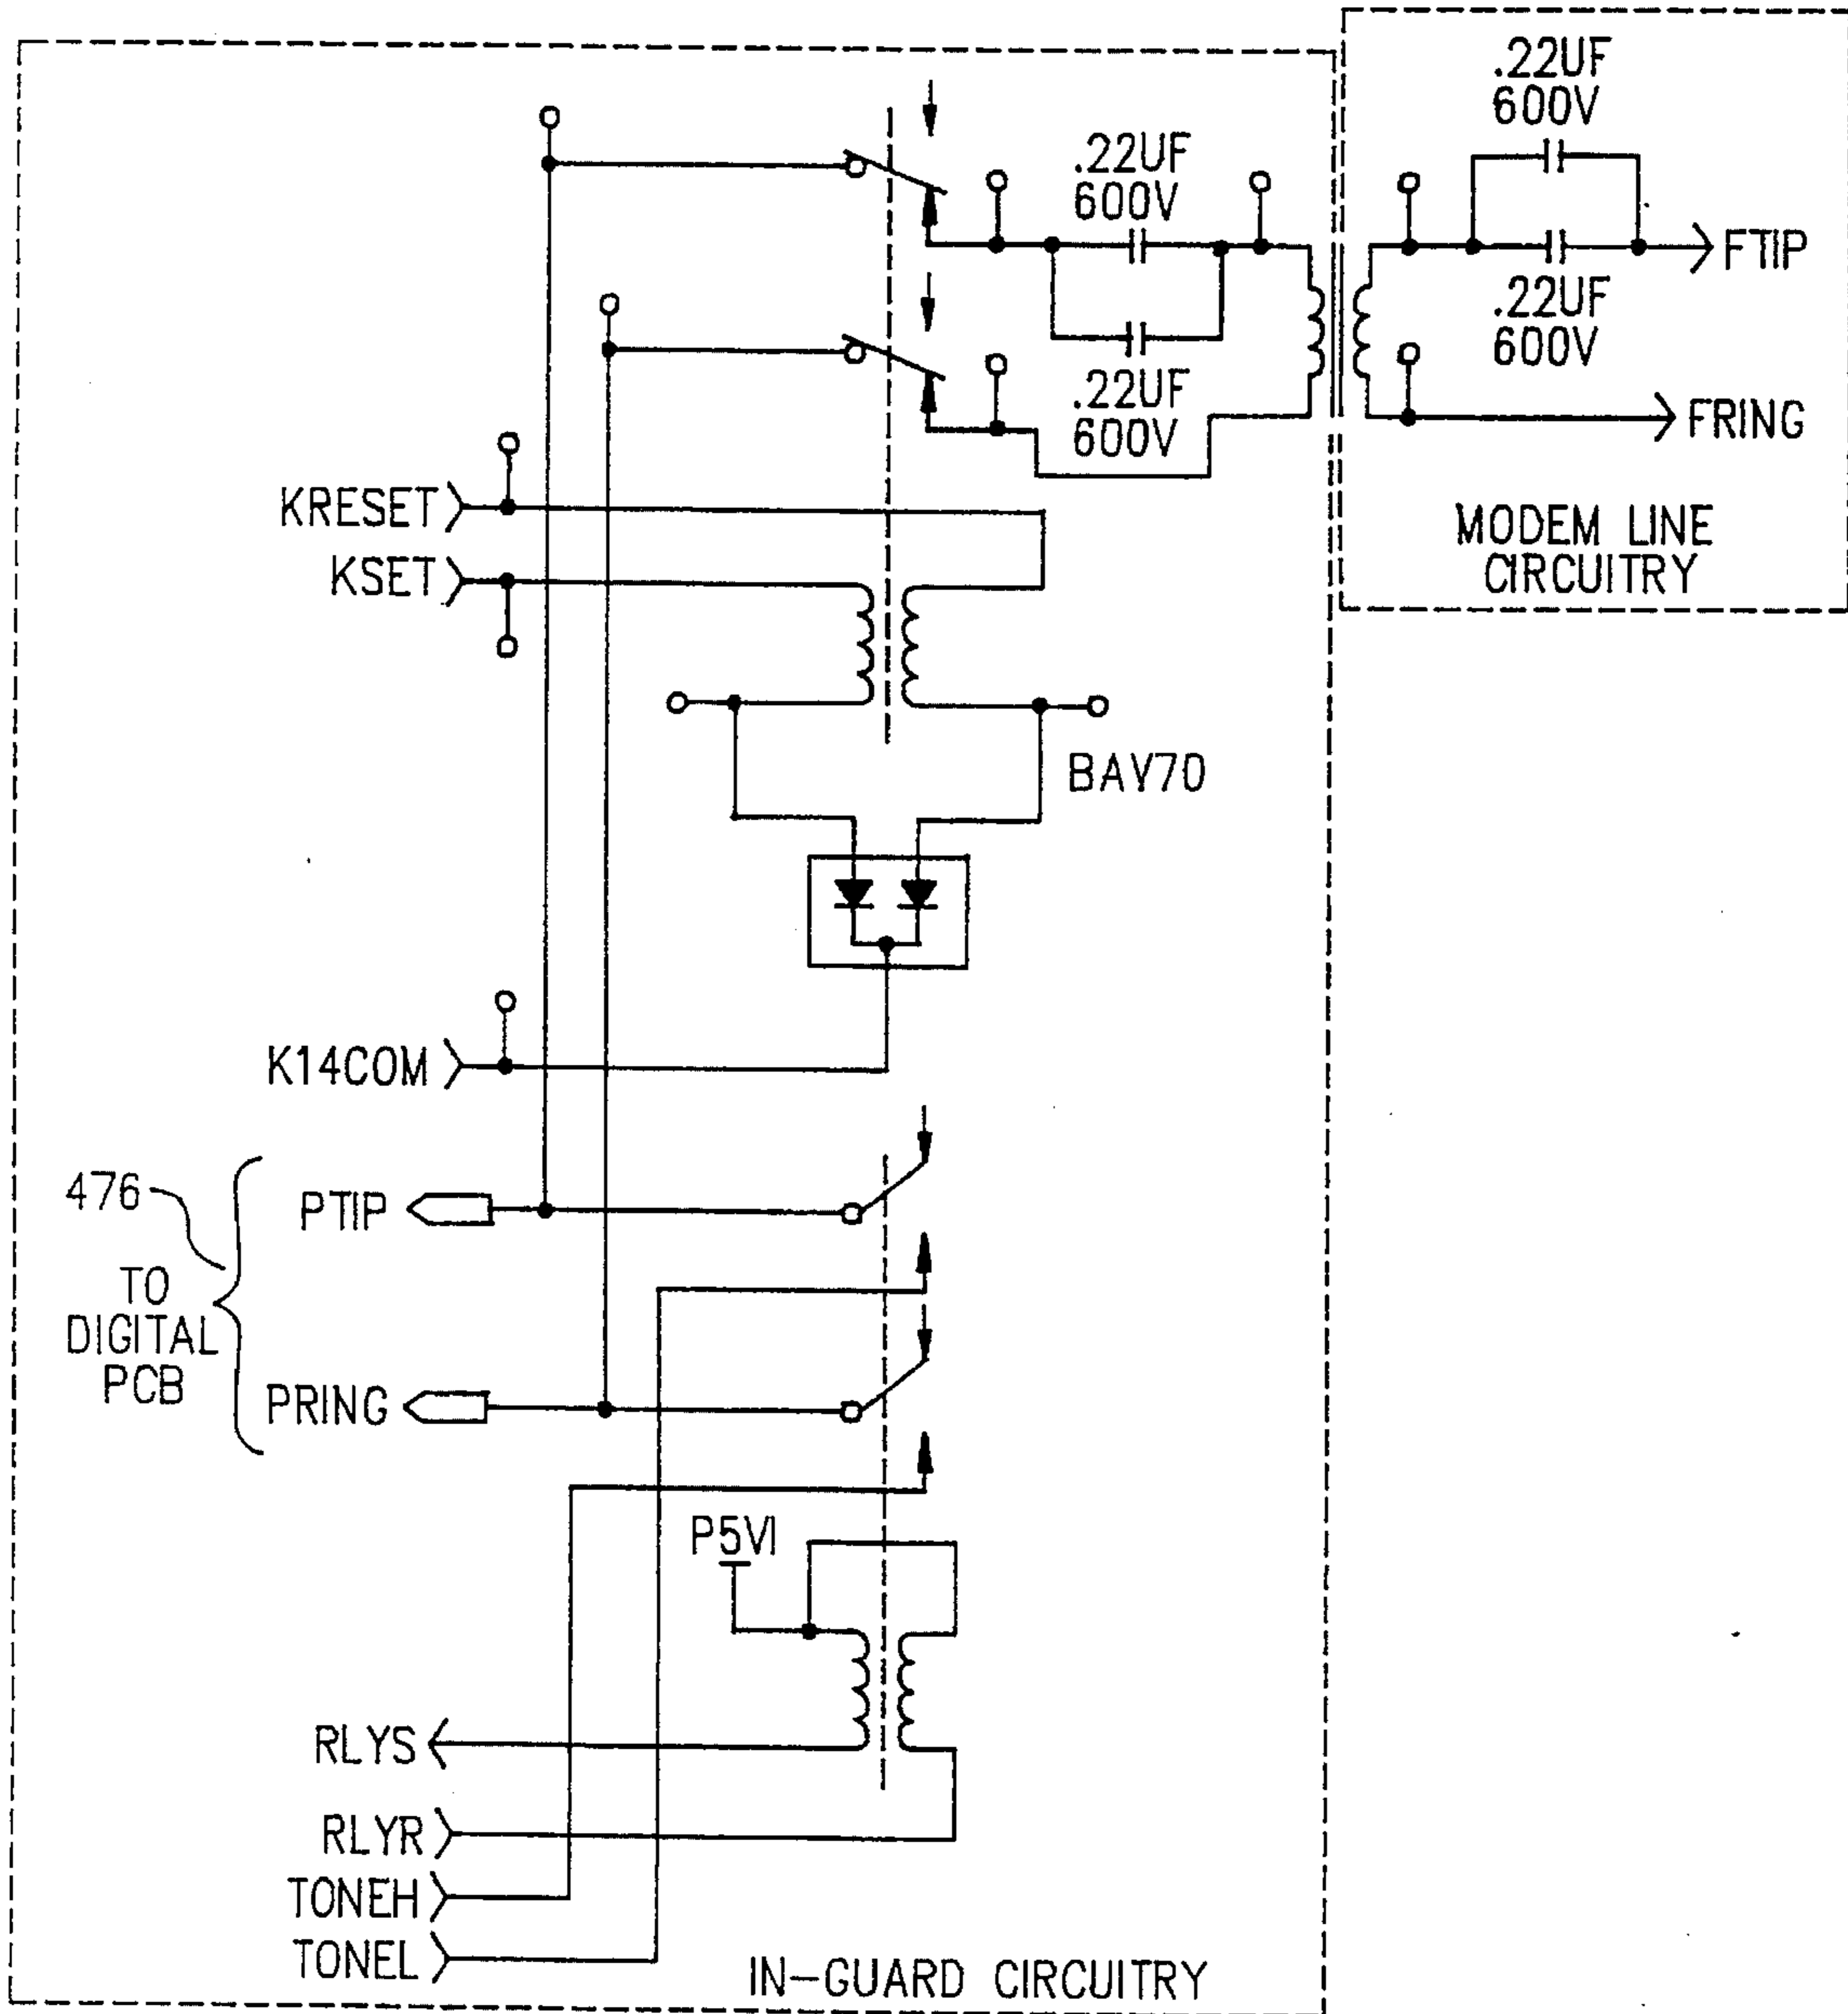 .22UF
600V
.22UF
600V
FTIP
.22UF
600V
.22UF
600V
FRING
KRESET
KSET
MODEM LINE
CIRCUITRY
BAV70
K14COM
476
TO
DIGITAL
PCB
PTIP
PRING
P5VI
RLYS
RLYR
TONEH
TONEL
IN-GUARD CIRCUITRY